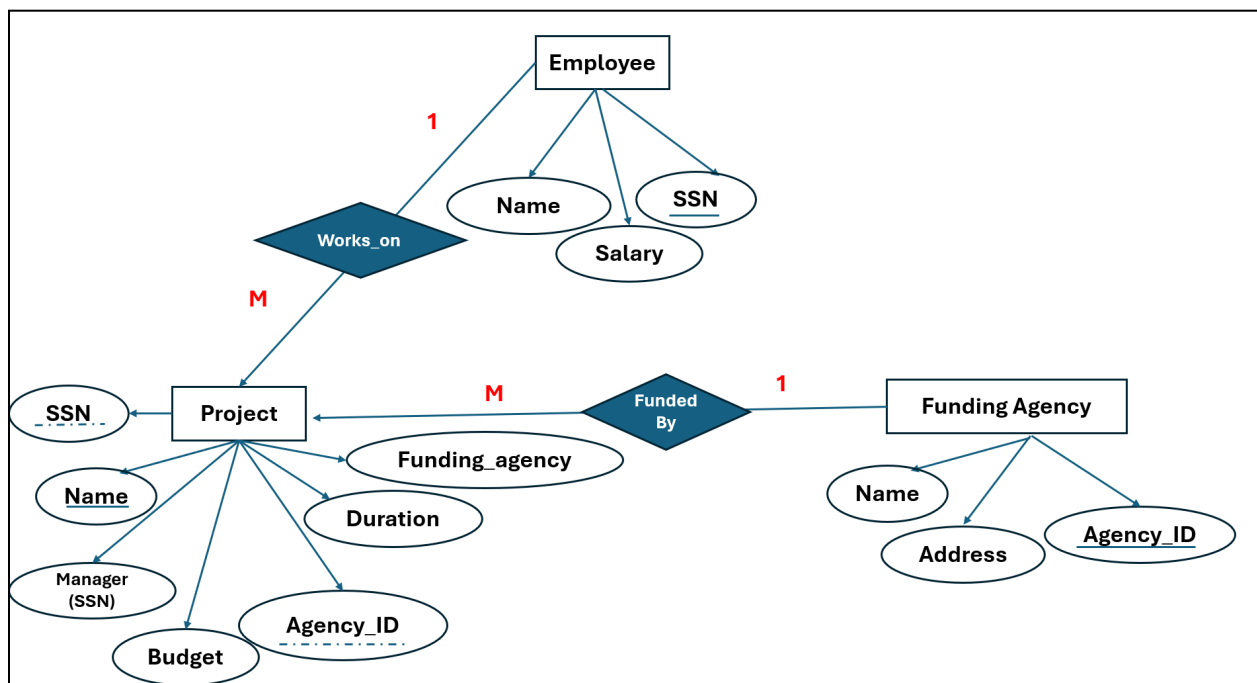 Employee
1
Name
SSN
Salary
Works_on
M
SSN
Project
M
Funded
By
1
Funding Agency
Funding_agency
Name
Duration
Manager
(SSN)
Budget
Agency_ID
Name
Address
Agency_ID